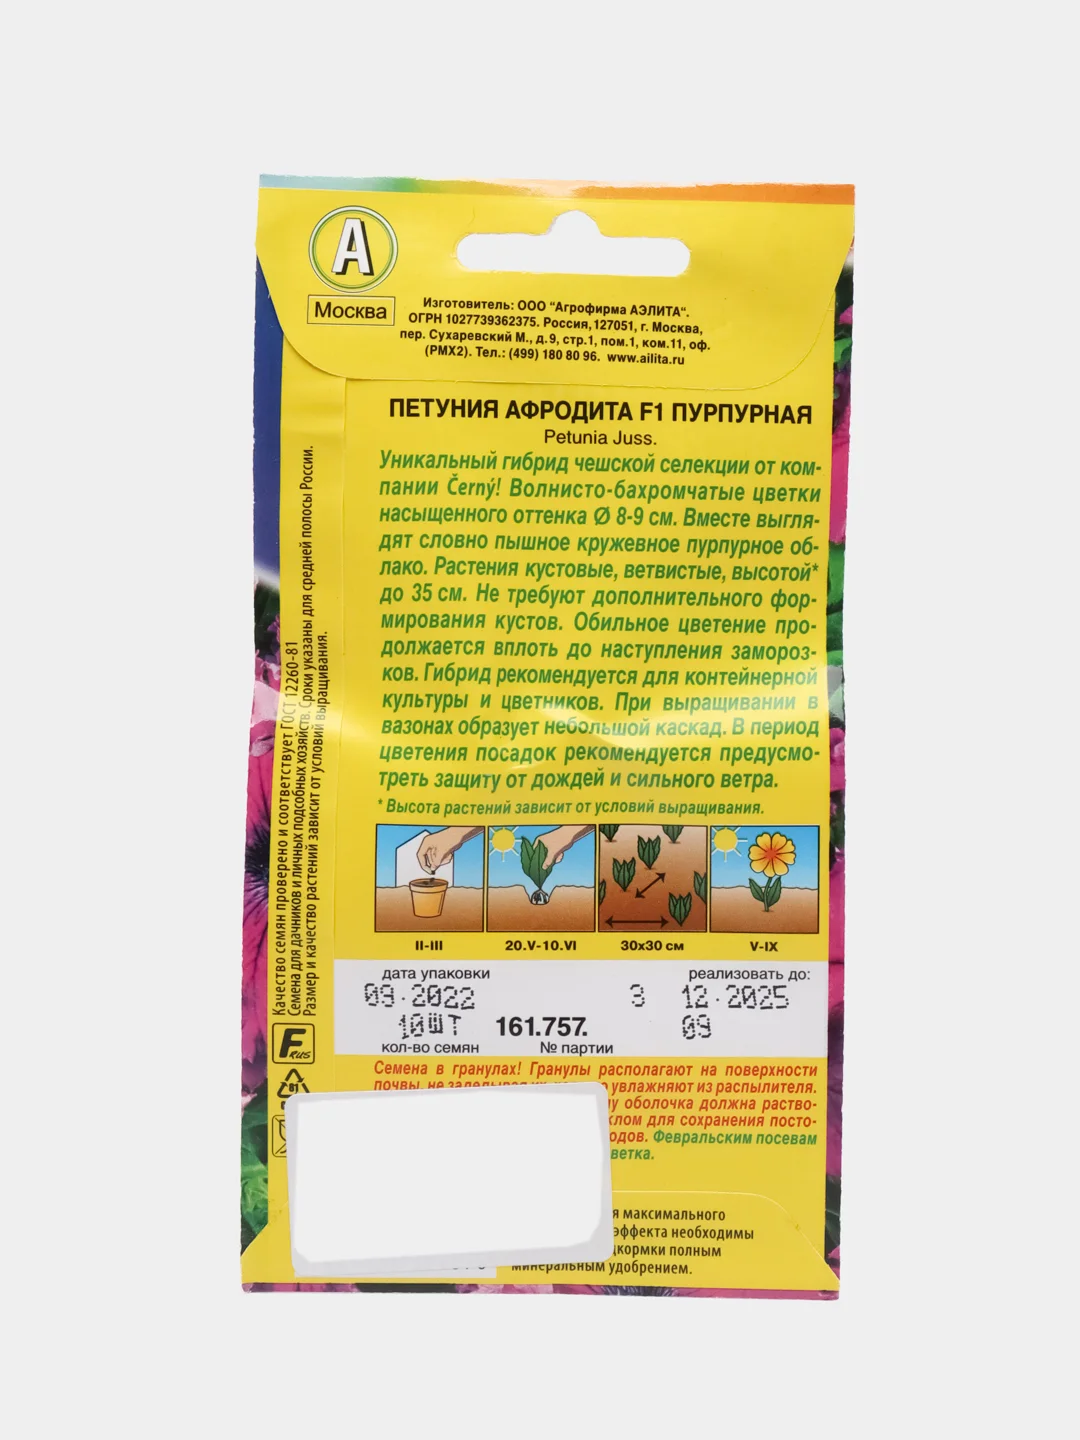 А
Москва
Изготовитель: ООО "Агрофирма АЭЛИТА".
ОГРН 1027739362375. Россия, 127051, г. Москва,
пер. Сухаревский М., д.9, стр.1, пом.1, ком.11, оф.
(РМХ2). Тел.: (499) 180 80 96. www.ailita.ru
ПЕТУНИЯ АФРОДИТА F1 ПУРПУРНАЯ
Petunia Juss.
Уникальный гибрид чешской селекции от ком-
пании Černý! Волнисто-бахромчатые цветки
насыщенного оттенка Ø 8-9 см. Вместе выгля-
дят словно пышное кружевное пурпурное об-
лако. Растения кустовые, ветвистые, высотой*
до 35 см. Не требуют дополнительного фор-
мирования кустов. Обильное цветение про-
должается вплоть до наступления замороз-
ков. Гибрид рекомендуется для контейнерной
культуры и цветников. При выращивании в
вазонах образует небольшой каскад. В период
цветения посадок рекомендуется предусмо-
треть защиту от дождей и сильного ветра.
* Высота растений зависит от условий выращивания.
II-III 20.V-10.VI 30х30 см V-IX
дата упаковки реализовать до:
09.2022 3 12.2025
10ШТ 161.757. 09
кол-во семян № партии
Семена в гранулах! Гранулы располагают на поверхности
почвы, не заделывая их, увлажняют из распылителя.
оболочка должна раство-
для сохранения посто-
Февральским посевам
максимального
эффекта необходимы
полным
минеральным удобрением.
Качество семян проверено и соответствует ГОСТ 12260-81
Семена для дачников и личных подсобных хозяйств. Сроки указаны для средней полосы России.
Размер и качество растений зависит от условий выращивания.
F RUS
81